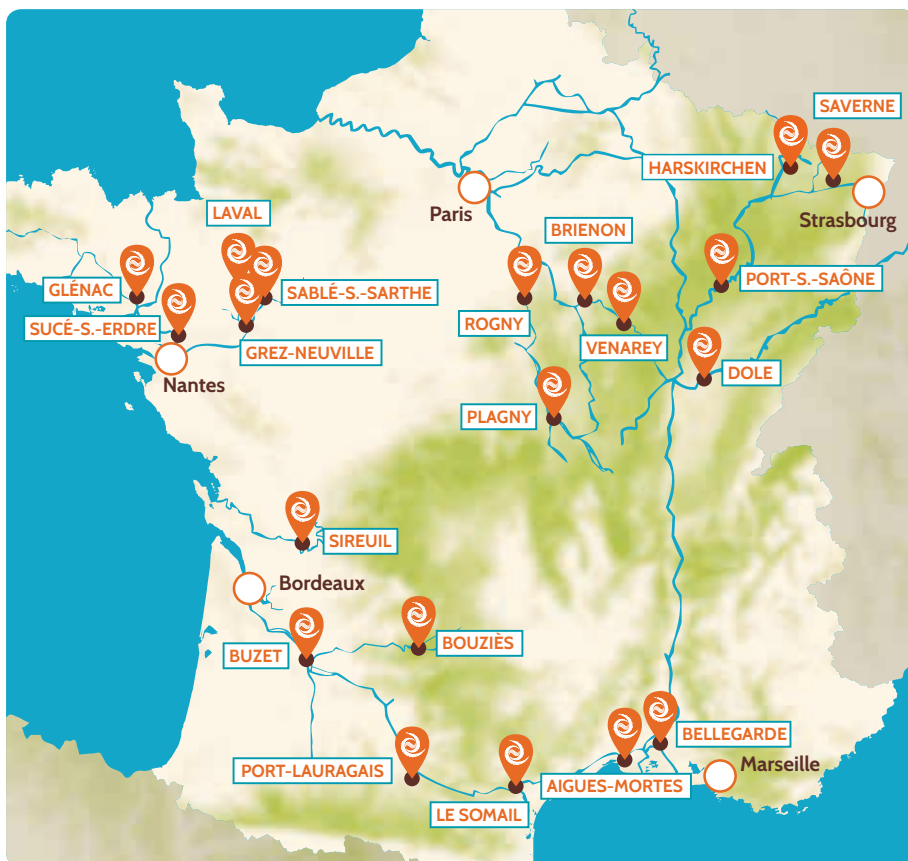 SAVERNE
HARSKIRCHEN
Paris
Strasbourg
LAVAL
BRIENON
GLÉNAC
SABLÉ-S.-SARTHE
PORT-S.-SAÔNE
SUCÉ-S.-ERDRE
ROGNY
GREZ-NEUVILLE
VENAREY
Nantes
DOLE
PLAGNY
SIREUIL
Bordeaux
BUZET
BOUZIÈS
BELLEGARDE
Marseille
PORT-LAURAGAIS
AIGUES-MORTES
LE SOMAIL